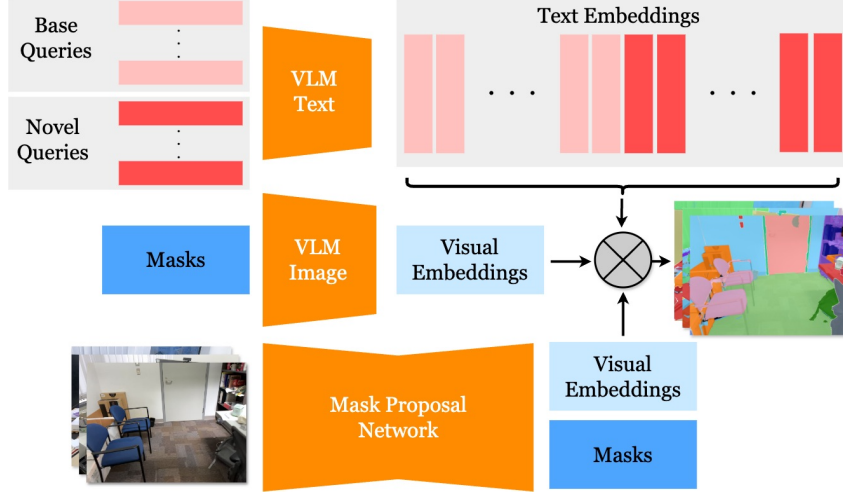 Base
Queries
Novel
Queries
VLM
Text
Text Embeddings
Masks
VLM
Image
Visual
Embeddings
Mask Proposal
Network
Visual
Embeddings
Masks